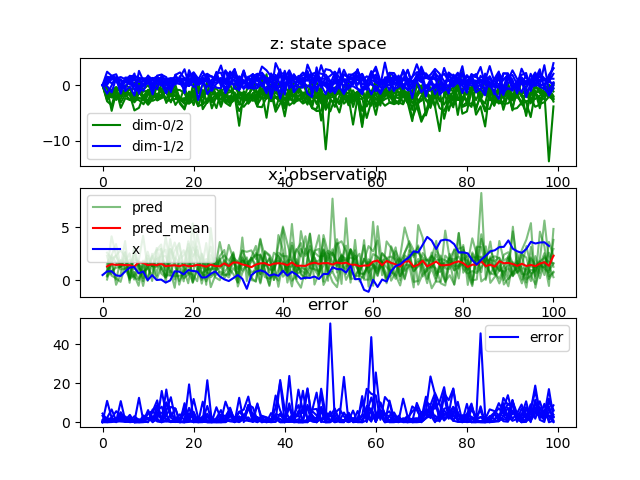 z: state space
0
−10
dim-0/2
dim-1/2
0 20 40 60 80 100
x: observation
5
0
pred
pred_mean
x
0 20 40 60 80 100
error
40
20
0
error
0 20 40 60 80 100